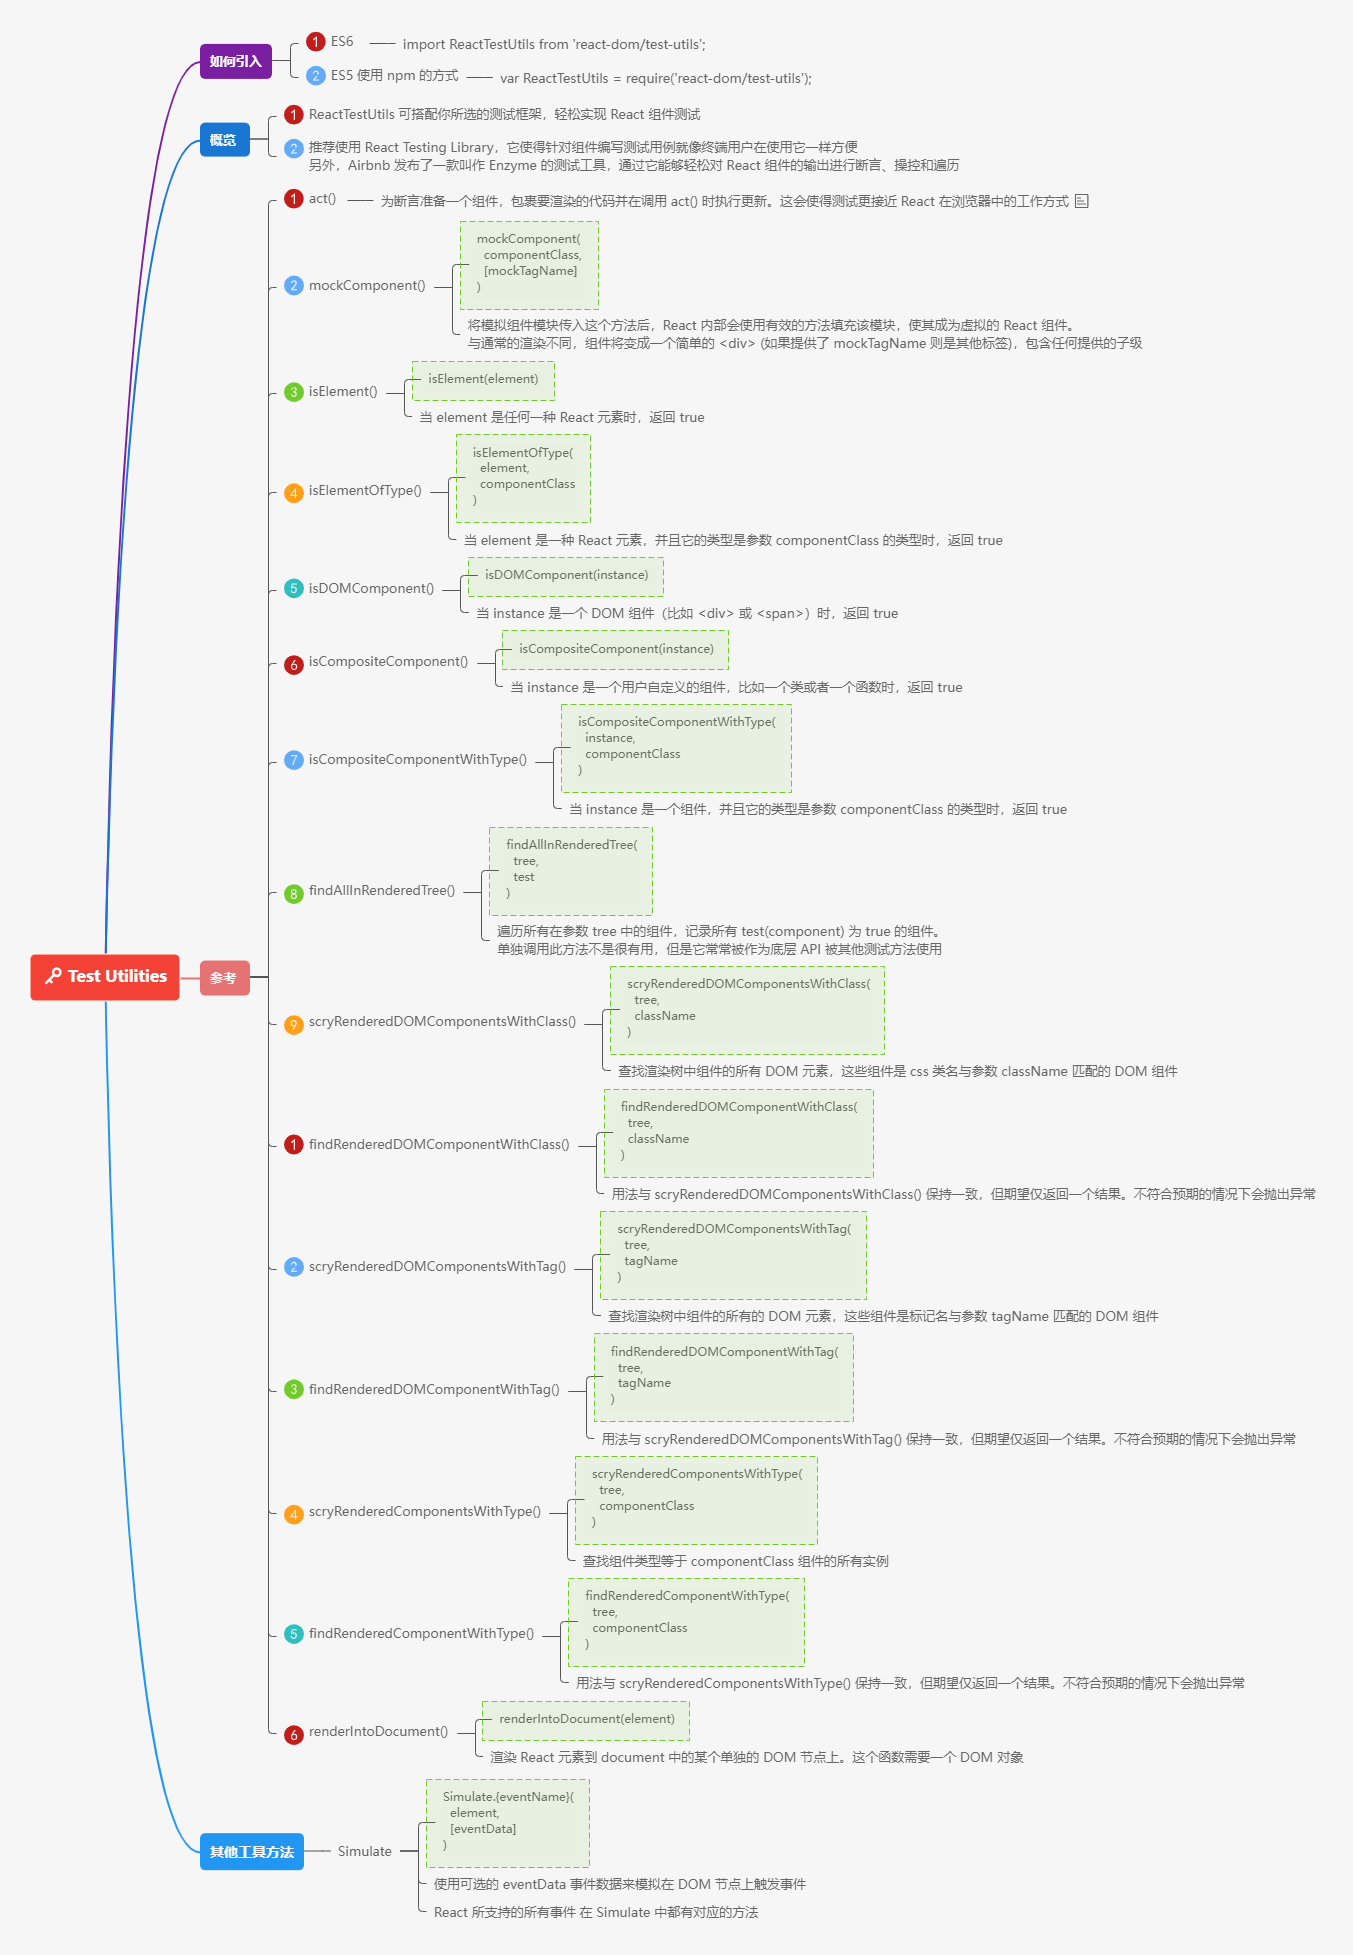 如何引入
1 ES6
import ReactTestUtils from 'react-dom/test-utils';
2 ES5 使用 npm 的方式
var ReactTestUtils = require('react-dom/test-utils');
概览
1 ReactTestUtils 可搭配你所选的测试框架，轻松实现 React 组件测试
2 推荐使用 React Testing Library，它使得针对组件编写测试用例就像终端用户在使用它一样方便
另外，Airbnb 发布了一款叫作 Enzyme 的测试工具，通过它能够轻松对 React 组件的输出进行断言、操控和遍历
Test Utilities
参考
1 act()
为断言准备一个组件，包裹要渲染的代码并在调用 act() 时执行更新。这会使得测试更接近 React 在浏览器中的工作方式
2 mockComponent()
mockComponent(
componentClass,
[mockTagName]
)
将模拟组件模块传入这个方法后，React 内部会使用有效的方法填充该模块，使其成为虚拟的 React 组件。
与通常的渲染不同，组件将变成一个简单的 <div> (如果提供了 mockTagName 则是其他标签)，包含任何提供的子级
3 isElement()
isElement(element)
当 element 是任何一种 React 元素时，返回 true
4 isElementOfType()
isElementOfType(
element,
componentClass
)
当 element 是一种 React 元素，并且它的类型是参数 componentClass 的类型时，返回 true
5 isDOMComponent()
isDOMComponent(instance)
当 instance 是一个 DOM 组件（比如 <div> 或 <span>）时，返回 true
6 isCompositeComponent()
isCompositeComponent(instance)
当 instance 是一个用户自定义的组件，比如一个类或者一个函数时，返回 true
7 isCompositeComponentWithType()
isCompositeComponentWithType(
instance,
componentClass
)
当 instance 是一个组件，并且它的类型是参数 componentClass 的类型时，返回 true
8 findAllInRenderedTree()
findAllInRenderedTree(
tree,
test
)
遍历所有在参数 tree 中的组件，记录所有 test(component) 为 true 的组件。
单独调用此方法不是很有用，但是它常常被作为底层 API 被其他测试方法使用
9 scryRenderedDOMComponentsWithClass()
scryRenderedDOMComponentsWithClass(
tree,
className
)
查找渲染树中组件的所有 DOM 元素，这些组件是 css 类名与参数 className 匹配的 DOM 组件
1 findRenderedDOMComponentWithClass()
findRenderedDOMComponentWithClass(
tree,
className
)
用法与 scryRenderedDOMComponentsWithClass() 保持一致，但期望仅返回一个结果。不符合预期的情况下会抛出异常
2 scryRenderedDOMComponentsWithTag()
scryRenderedDOMComponentsWithTag(
tree,
tagName
)
查找渲染树中组件的所有的 DOM 元素，这些组件是标记名与参数 tagName 匹配的 DOM 组件
3 findRenderedDOMComponentWithTag()
findRenderedDOMComponentWithTag(
tree,
tagName
)
用法与 scryRenderedDOMComponentsWithTag() 保持一致，但期望仅返回一个结果。不符合预期的情况下会抛出异常
4 scryRenderedComponentsWithType()
scryRenderedComponentsWithType(
tree,
componentClass
)
查找组件类型等于 componentClass 组件的所有实例
5 findRenderedComponentWithType()
findRenderedComponentWithType(
tree,
componentClass
)
用法与 scryRenderedComponentsWithType() 保持一致，但期望仅返回一个结果。不符合预期的情况下会抛出异常
6 renderIntoDocument()
renderIntoDocument(element)
渲染 React 元素到 document 中的某个单独的 DOM 节点上。这个函数需要一个 DOM 对象
其他工具方法
Simulate
Simulate.{eventName}(
element,
[eventData]
)
使用可选的 eventData 事件数据来模拟在 DOM 节点上触发事件
React 所支持的所有事件 在 Simulate 中都有对应的方法